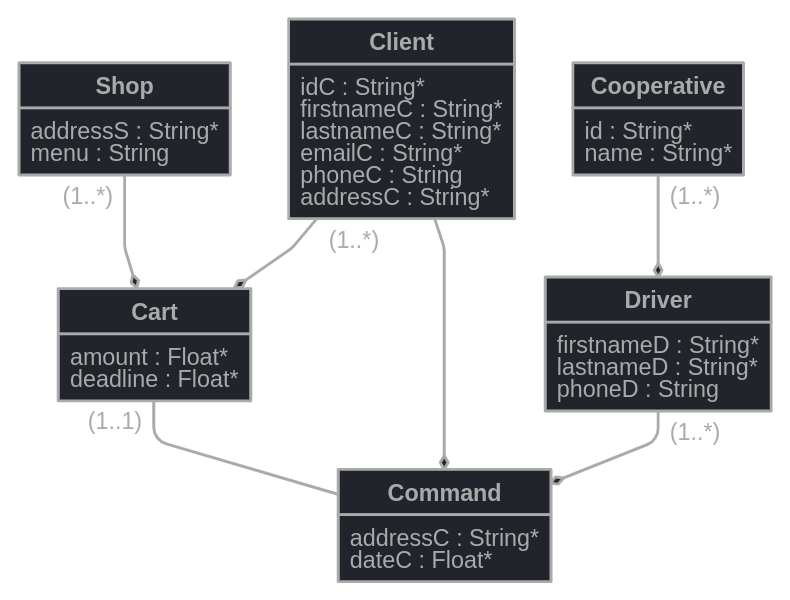 Shop
addressS : String*
menu : String
(1..*)
Client
idC : String*
firstnameC : String*
lastnameC : String*
emailC : String*
phoneC : String
addressC : String*
(1..*)
Cooperative
id : String*
name : String*
(1..*)
Cart
amount : Float*
deadline : Float*
(1..1)
Driver
firstnameD : String*
lastnameD : String*
phoneD : String
(1..*)
Command
addressC : String*
dateC : Float*